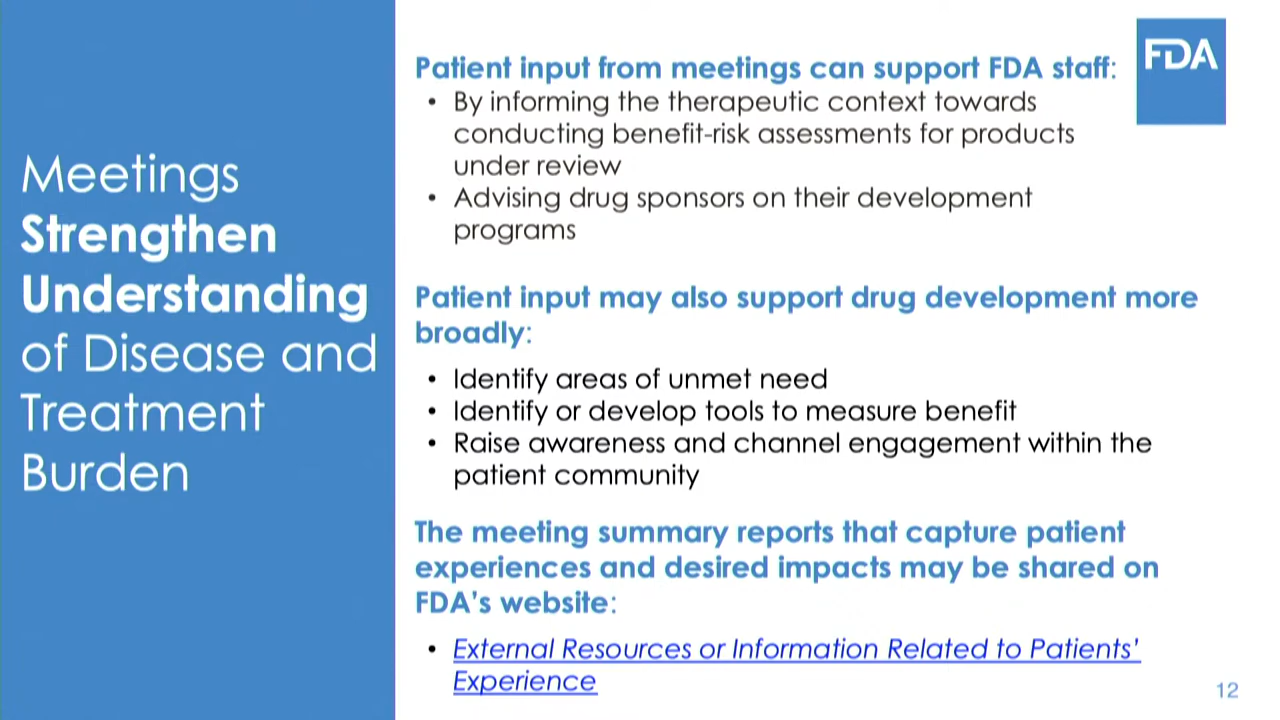 Meetings
Strengthen
Understanding
of Disease and
Treatment
Burden
FDA
Patient input from meetings can support FDA staff:
• By informing the therapeutic context towards
conducting benefit-risk assessments for products
under review
• Advising drug sponsors on their development
programs
Patient input may also support drug development more
broadly:
• Identify areas of unmet need
• Identify or develop tools to measure benefit
• Raise awareness and channel engagement within the
patient community
The meeting summary reports that capture patient
experiences and desired impacts may be shared on
FDA's website:
• External Resources or Information Related to Patients'
Experience
12